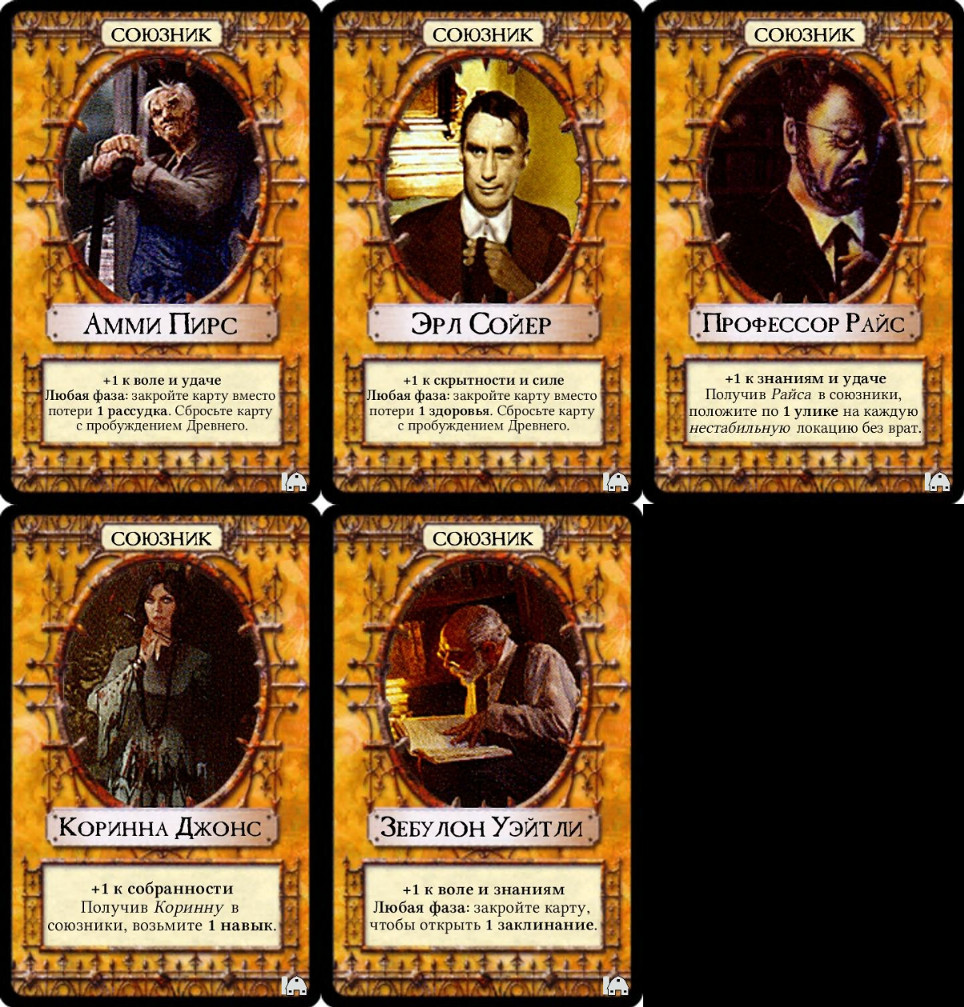 СОЮЗНИК
АММИ ПИРС
+1 к воле и удаче
Любая фаза: закройте карту вместо
потери 1 рассудка. Сбросьте карту
с пробуждением Древнего.
СОЮЗНИК
ЭРЛ СОЙЕР
+1 к скрытности и силе
Любая фаза: закройте карту вместо
потери 1 здоровья. Сбросьте карту
с пробуждением Древнего.
СОЮЗНИК
ПРОФЕССОР РАЙС
+1 к знаниям и удаче
Получив Райса в союзники,
положите по 1 улике на каждую
нестабильную локацию без врат.
СОЮЗНИК
КОРИННА ДЖОНС
+1 к собранности
Получив Коринну в
союзники, возьмите 1 навык.
СОЮЗНИК
ЗЕБУЛОН УЭЙТЛИ
+1 к воле и знаниям
Любая фаза: закройте карту,
чтобы открыть 1 заклинание.